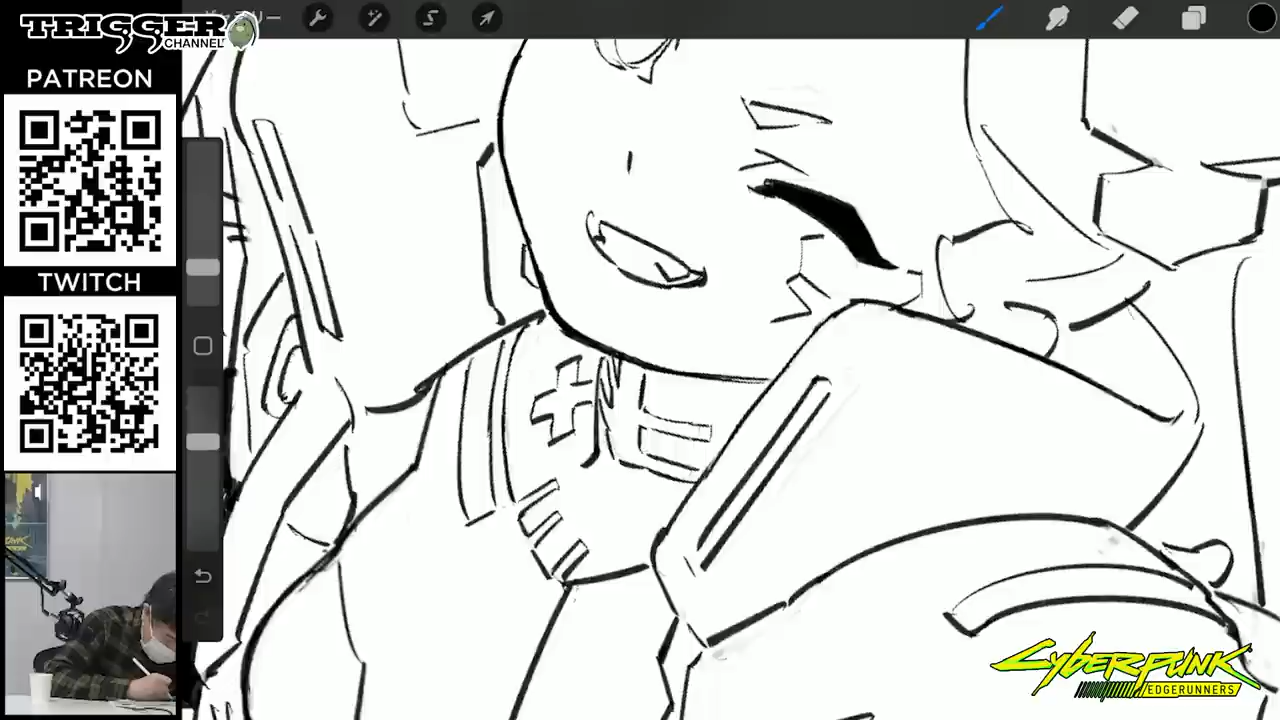 TRIGGER
CHANNEL
PATREON
TWITCH
CYBERPUNK
EDGERUNNERS